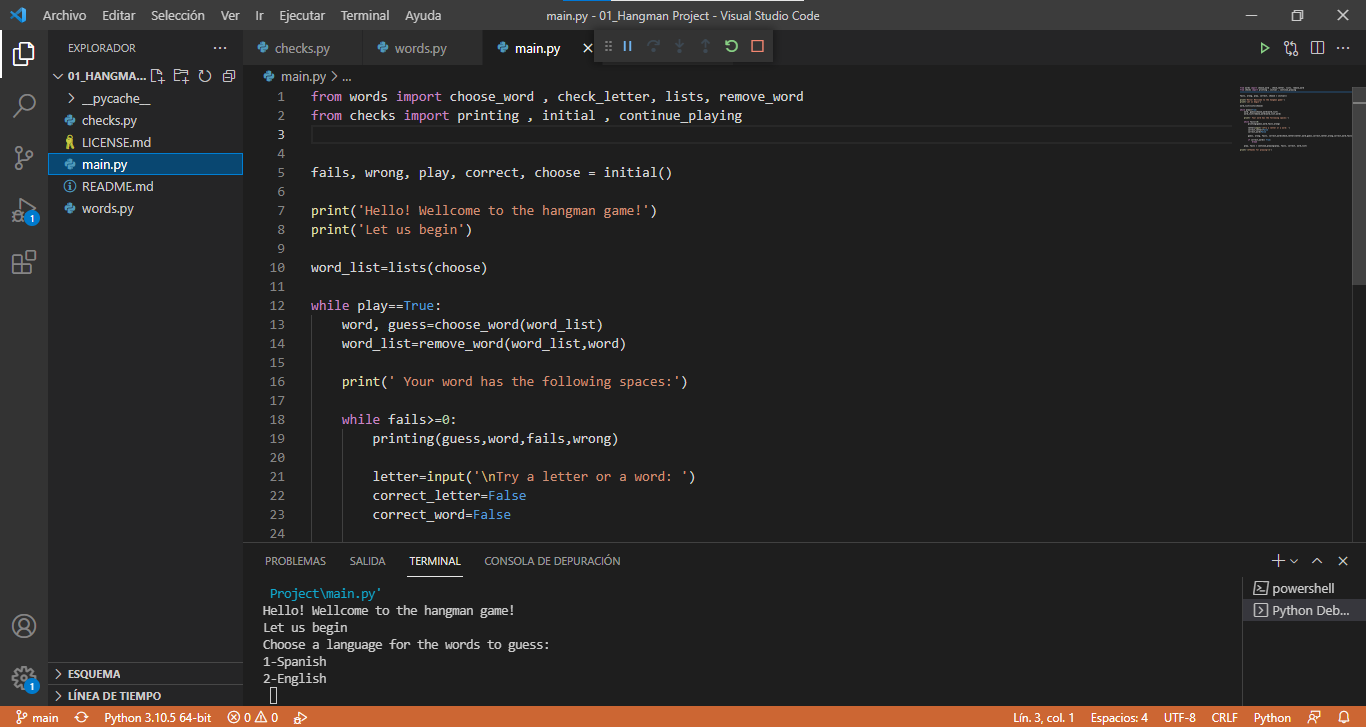 Archivo Editar Selección Ver Ir Ejecutar Terminal Ayuda
main.py - 01_Hangman Project - Visual Studio Code
EXPLORADOR
checks.py words.py main.py
01_HANGMA...
__pycache__
checks.py
LICENSE.md
main.py
README.md
words.py
ESQUEMA
LÍNEA DE TIEMPO
main.py > ...
1 from words import choose_word , check_letter, lists, remove_word
2 from checks import printing , initial , continue_playing
3
4
5 fails, wrong, play, correct, choose = initial()
6
7 print('Hello! Wellcome to the hangman game!')
8 print('Let us begin')
9
10 word_list=lists(choose)
11
12 while play==True:
13 word, guess=choose_word(word_list)
14 word_list=remove_word(word_list,word)
15
16 print(' Your word has the following spaces:')
17
18 while fails>=0:
19 printing(guess,word,fails,wrong)
20
21 letter=input('\nTry a letter or a word: ')
22 correct_letter=False
23 correct_word=False
24
PROBLEMAS SALIDA TERMINAL CONSOLA DE DEPURACIÓN
Project\main.py'
Hello! Wellcome to the hangman game!
Let us begin
Choose a language for the words to guess:
1-Spanish
2-English
powershell
Python Deb...
1
1
main Python 3.10.5 64-bit 0 0 Lín. 3, col. 1 Espacios: 4 UTF-8 CRLF Python